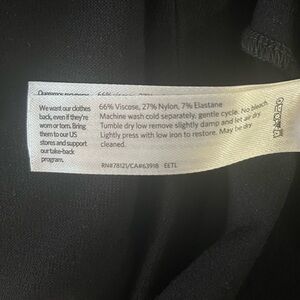 We want our clothes
back, even if they're
worn or torn. Bring
them to our US
stores and support
our take-back
program.
66% Viscose, 27% Nylon, 7% Elastane
Machine wash cold separately, gentle cycle. No bleach
Tumble dry low remove slightly damp and let air dry
Lightly press with low iron to restore. May be dry
cleaned.
RN#78121/CA#63918 EETL